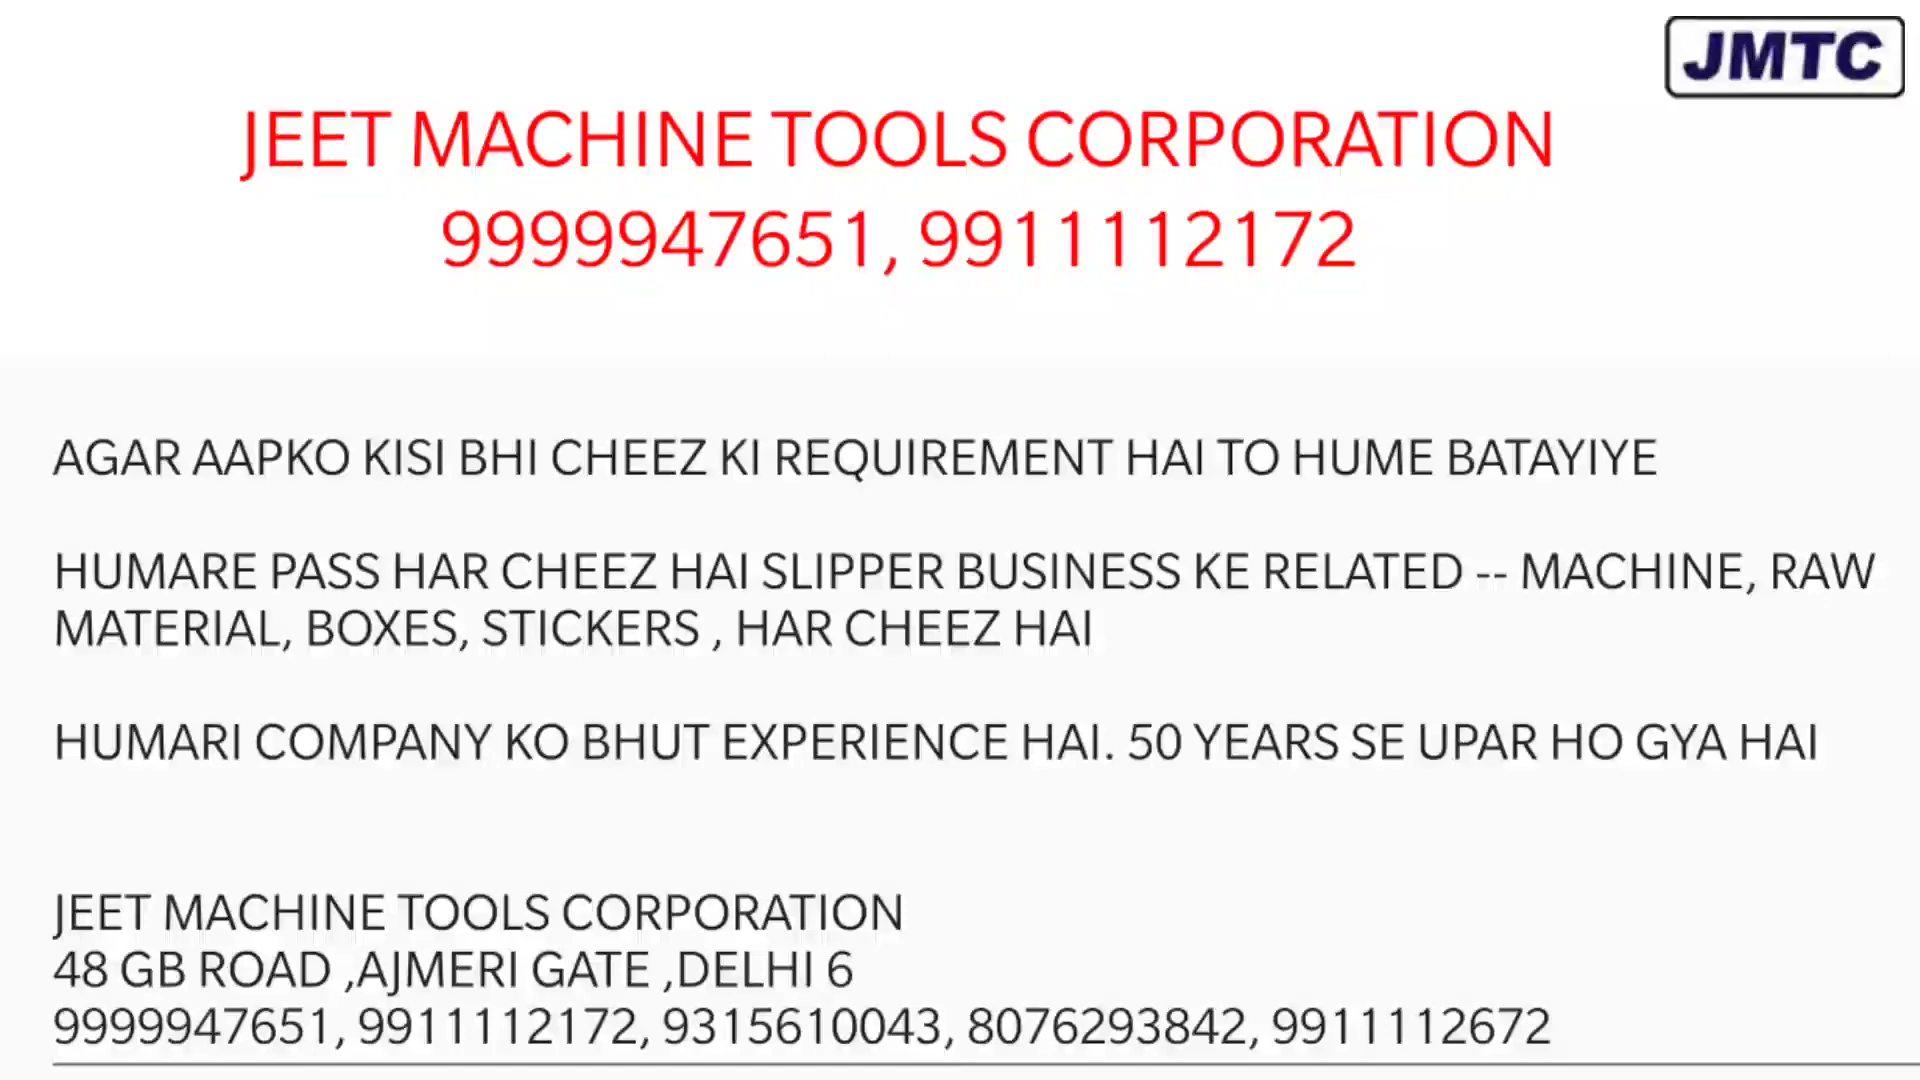 JMTC
JEET MACHINE TOOLS CORPORATION
9999947651, 9911112172
AGAR AAPKO KISI BHI CHEEZ KI REQUIREMENT HAI TO HUME BATAYIYE
HUMARE PASS HAR CHEEZ HAI SLIPPER BUSINESS KE RELATED -- MACHINE, RAW
MATERIAL, BOXES, STICKERS , HAR CHEEZ HAI
HUMARI COMPANY KO BHUT EXPERIENCE HAI. 50 YEARS SE UPAR HO GYA HAI
JEET MACHINE TOOLS CORPORATION
48 GB ROAD ,AJMERI GATE ,DELHI 6
9999947651, 9911112172, 9315610043, 8076293842, 9911112672